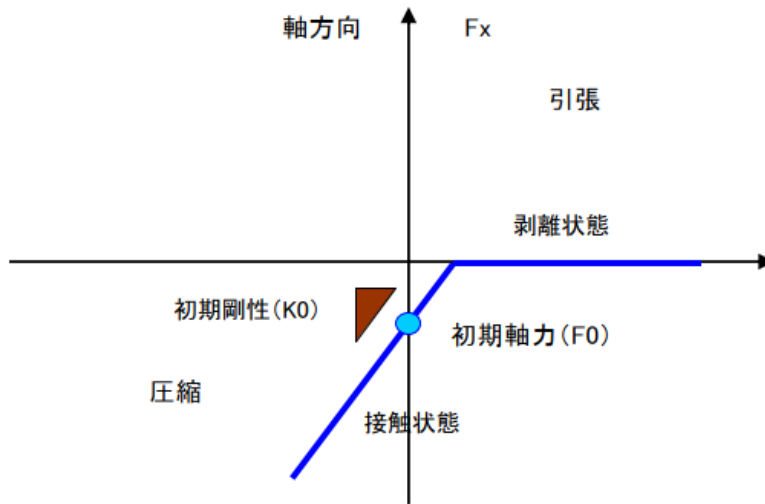 軸方向 Fx
引張
剥離状態
初期剛性(K0)
初期軸力(F0)
圧縮
接触状態